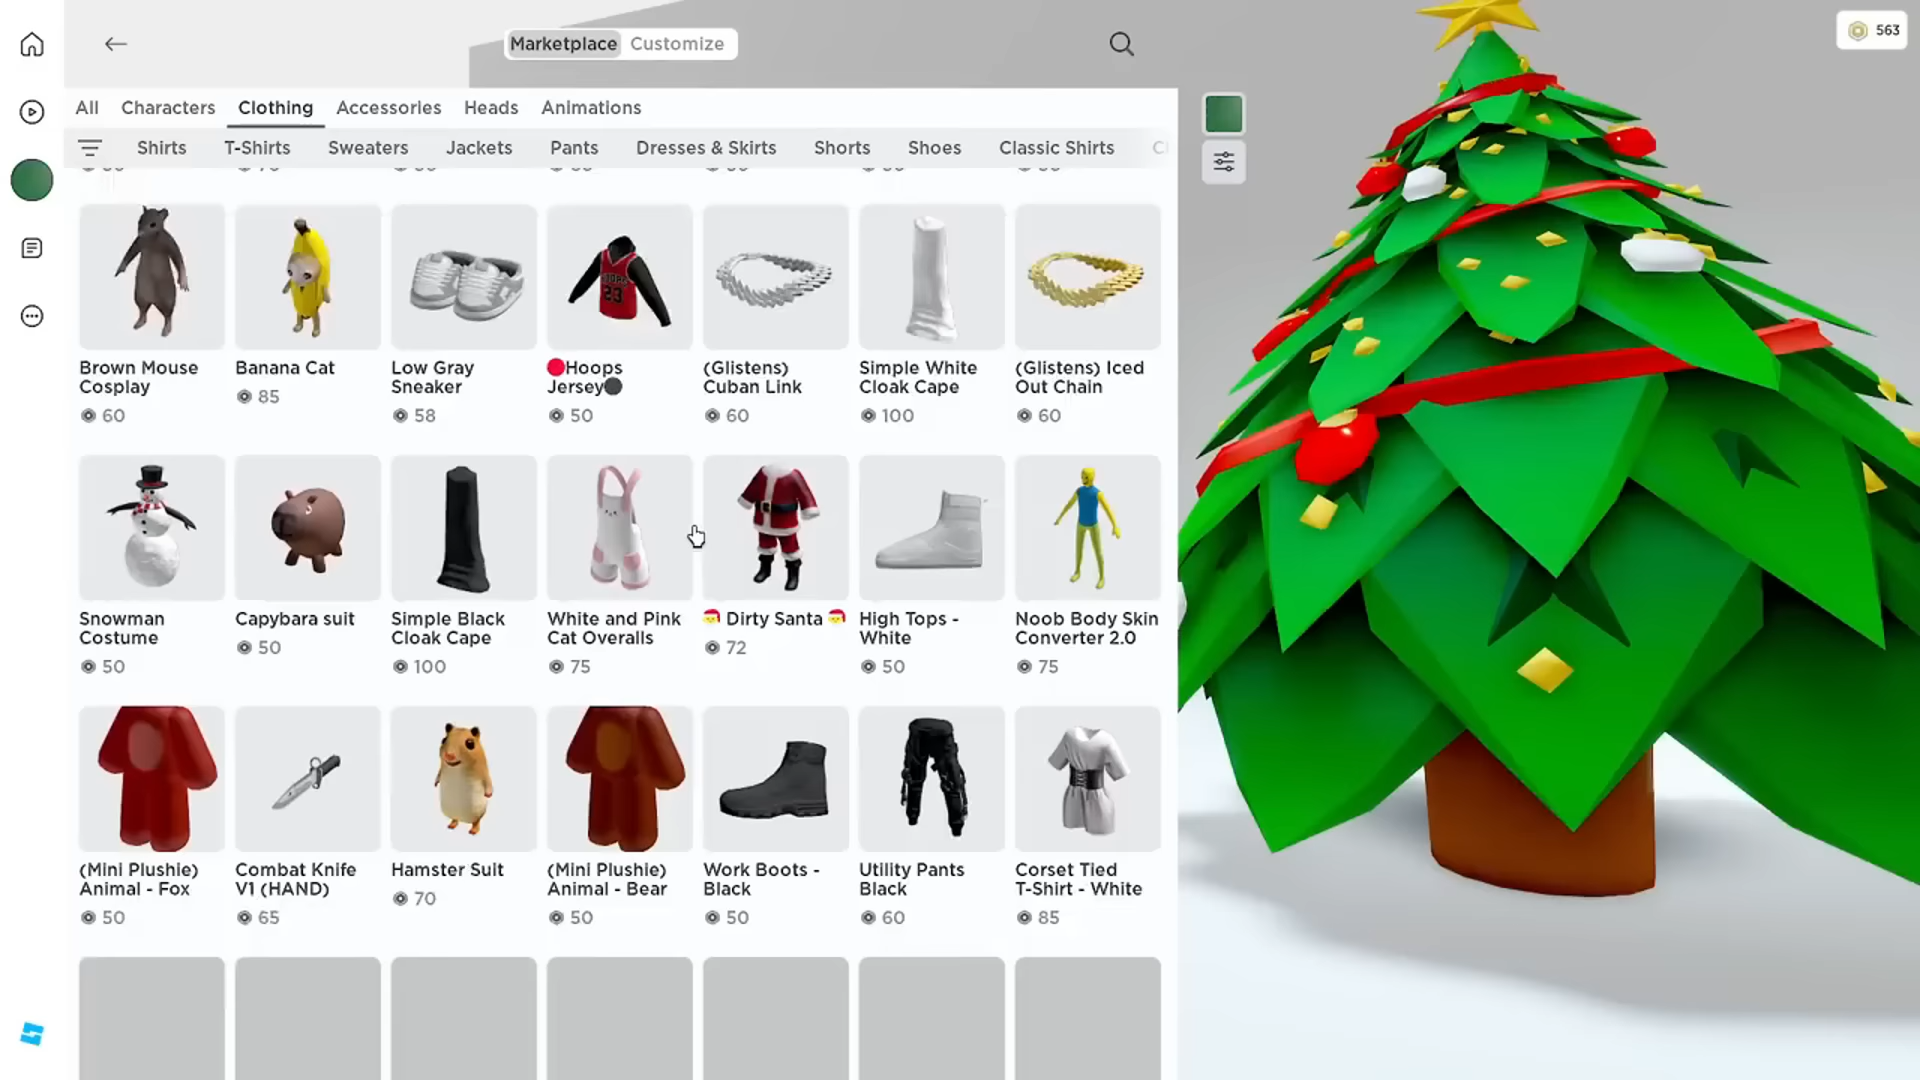 Marketplace Customize
563
All Characters Clothing Accessories Heads Animations
Shirts T-Shirts Sweaters Jackets Pants Dresses & Skirts Shorts Shoes Classic Shirts
Brown Mouse
Cosplay
60
Banana Cat
85
Low Gray
Sneaker
58
🔴Hoops
Jersey⚫
50
(Glistens)
Cuban Link
60
Simple White
Cloak Cape
100
(Glistens) Iced
Out Chain
60
HOOPS
23
Snowman
Costume
50
Capybara suit
50
Simple Black
Cloak Cape
100
White and Pink
Cat Overalls
75
🎅 Dirty Santa 🎅
72
High Tops -
White
50
Noob Body Skin
Converter 2.0
75
(Mini Plushie)
Animal - Fox
50
Combat Knife
V1 (HAND)
65
Hamster Suit
70
(Mini Plushie)
Animal - Bear
50
Work Boots -
Black
50
Utility Pants
Black
60
Corset Tied
T-Shirt - White
85